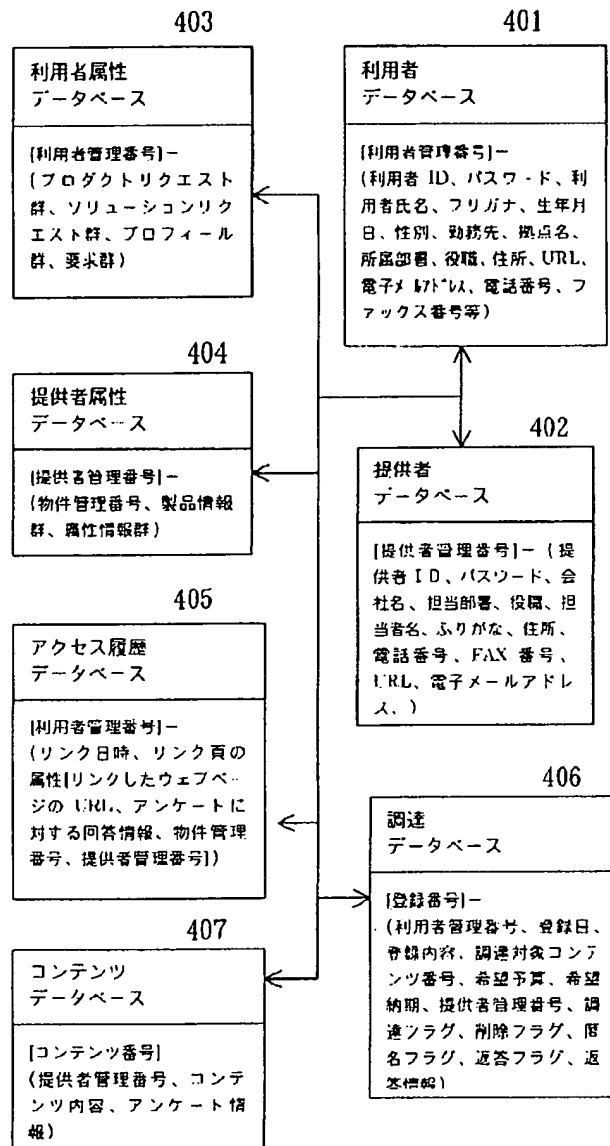 403
利用者属性
データベース
[利用者管理番号]－
(プロダクトリクエスト
群、ソリューションリク
エスト群、プロフィール
群、要求群)
401
利用者
データベース
[利用者管理番号]－
(利用者 ID、パスワード、利
用者氏名、フリガナ、生年月
日、性別、勤務先、拠点名、
所属部署、役職、住所、URL、
電子メールアドレス、電話番号、フ
ァックス番号等)
404
提供者属性
データベース
[提供者管理番号]－
(物件管理番号、製品情報
群、属性情報群)
402
提供者
データベース
[提供者管理番号]－ (提
供者ＩＤ、パスワード、会
社名、担当部署、役職、担
当者名、ふりがな、住所、
電話番号、FAX 番号、
URL、電子メールアドレ
ス、)
405
アクセス履歴
データベース
[利用者管理番号]－
(リンク日時、リンク頁の
属性[リンクしたウェブペー
ジの URL、アンケートに
対する回答情報、物件管理
番号、提供者管理番号])
406
調達
データベース
[登録番号]－
(利用者管理番号、登録日、
登録内容、調達対象コンテ
ンツ番号、希望予算、希望
納期、提供者管理番号、調
達フラグ、削除フラグ、匿
名フラグ、返答フラグ、返
答情報)
407
コンテンツ
データベース
[コンテンツ番号]
(提供者管理番号、コンテ
ンツ内容、アンケート情
報)